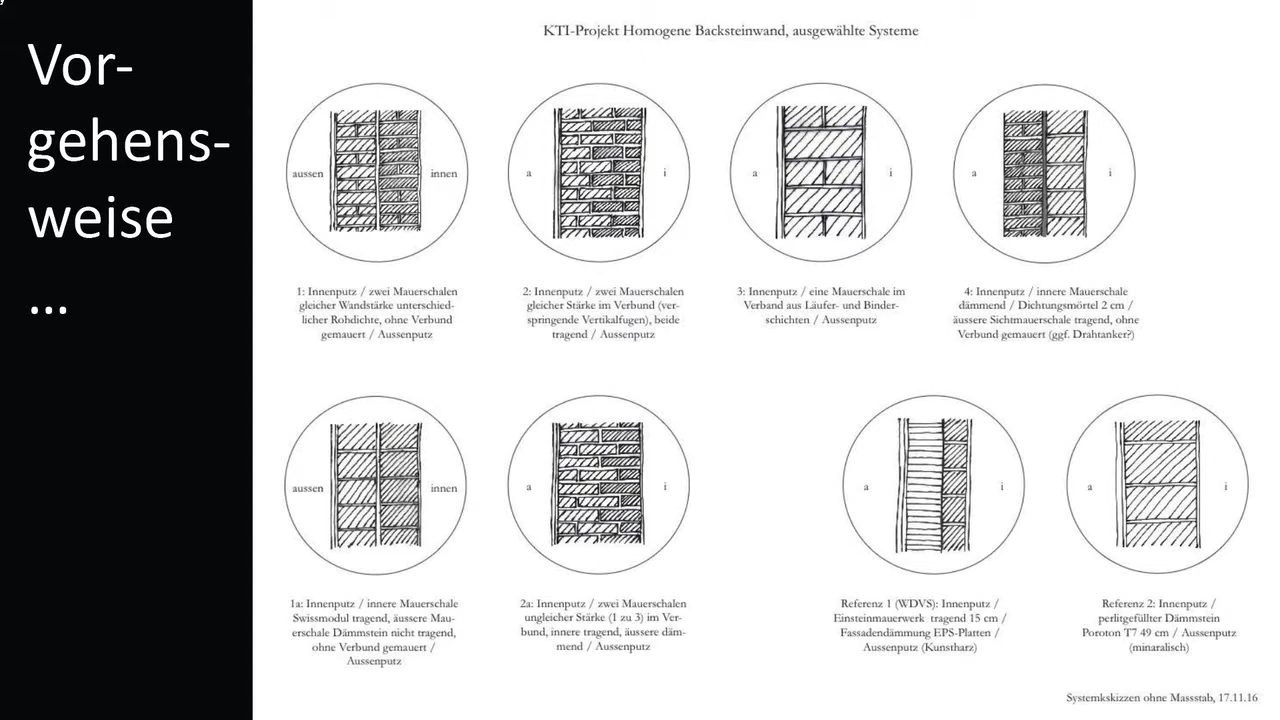 Vor-
gehens-
weise
...
KTI-Projekt Homogene Backsteinwand, ausgewählte Systeme
aussen
innen
a
i
a
i
a
i
1: Innenputz / zwei Mauerschalen
gleicher Wandstärke unterschied-
licher Rohdichte, ohne Verbund
gemauert / Aussenputz
2: Innenputz / zwei Mauerschalen
gleicher Stärke im Verbund (ver-
springende Vertikalfugen), beide
tragend / Aussenputz
3: Innenputz / eine Mauerschale im
Verband aus Läufer- und Binder-
schichten / Aussenputz
4: Innenputz / innere Mauerschale
dämmend / Dichtungsmörtel 2 cm /
äussere Sichtmauerschale tragend, ohne
Verbund gemauert (ggf. Drahtanker?)
aussen
innen
a
i
a
i
a
i
1a: Innenputz / innere Mauerschale
Swissmodul tragend, äussere Mau-
erschale Dämmstein nicht tragend,
ohne Verbund gemauert /
Aussenputz
2a: Innenputz / zwei Mauerschalen
ungleicher Stärke (1 zu 3) im Ver-
bund, innere tragend, äussere däm-
mend / Aussenputz
Referenz 1 (WDVS): Innenputz /
Einsteinmauerwerk tragend 15 cm /
Fassadendämmung EPS-Platten /
Aussenputz (Kunstharz)
Referenz 2: Innenputz /
perlitgefüllter Dämmstein
Poroton T7 49 cm / Aussenputz
(minaralisch)
Systemkskizzen ohne Massstab, 17.11.16